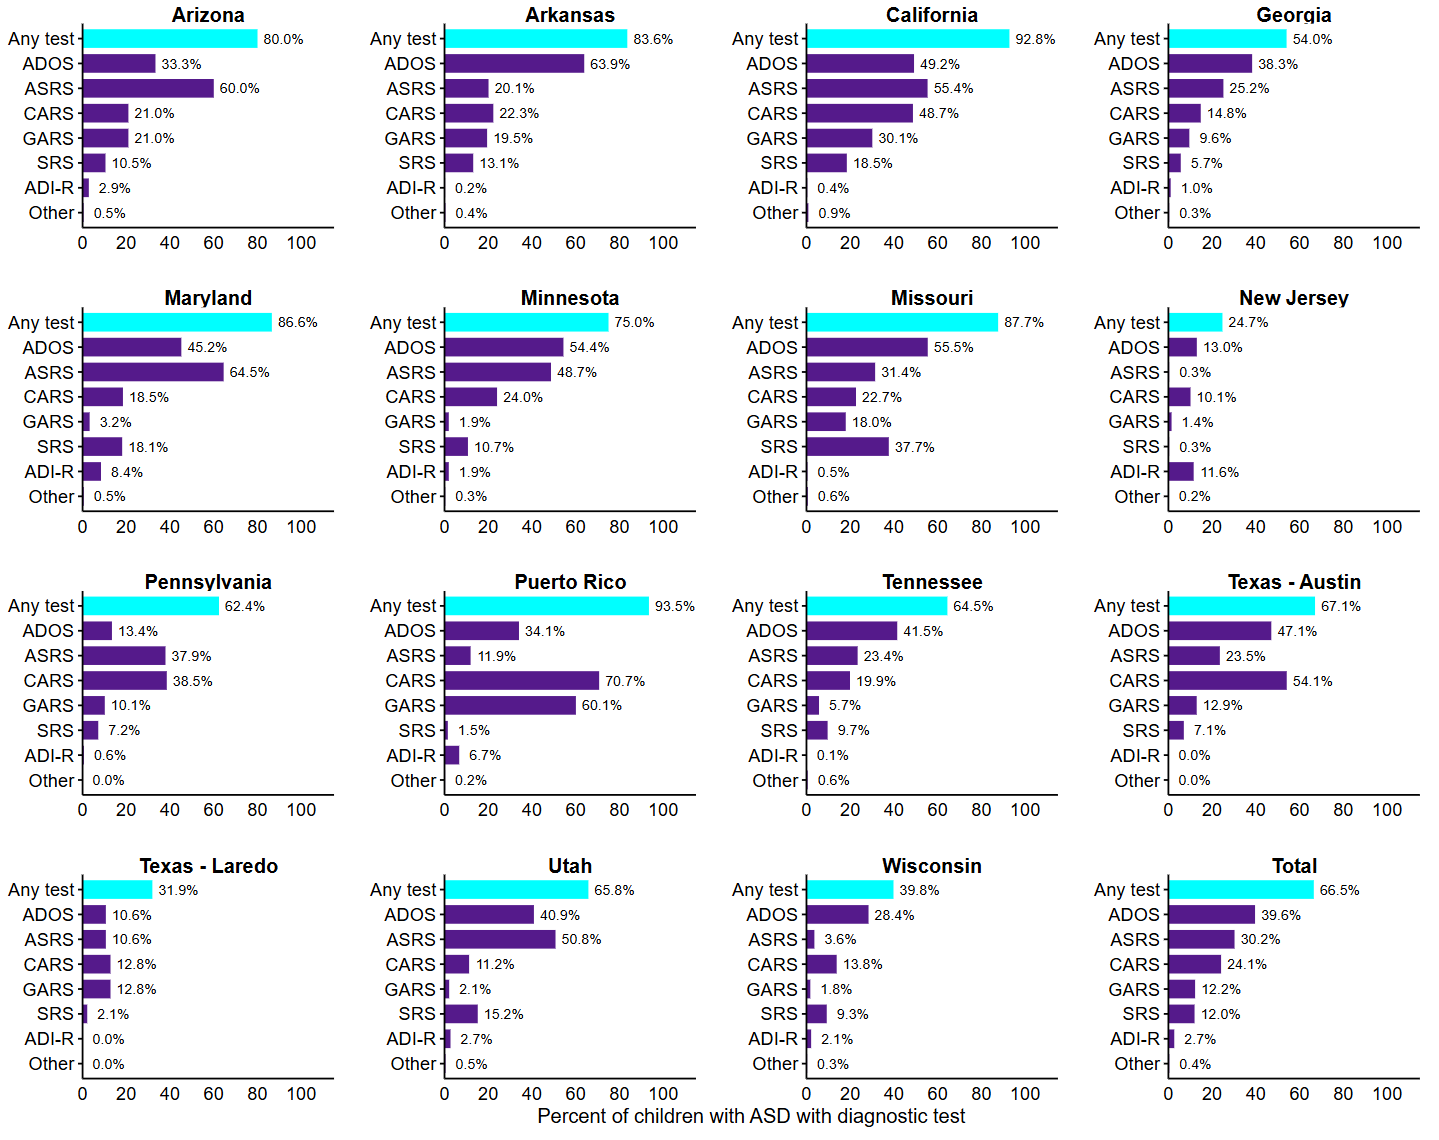 Arizona
Any test 80.0%
ADOS 33.3%
ASRS 60.0%
CARS 21.0%
GARS 21.0%
SRS 10.5%
ADI-R 2.9%
Other 0.5%
0 20 40 60 80 100
Arkansas
Any test 83.6%
ADOS 63.9%
ASRS 20.1%
CARS 22.3%
GARS 19.5%
SRS 13.1%
ADI-R 0.2%
Other 0.4%
0 20 40 60 80 100
California
Any test 92.8%
ADOS 49.2%
ASRS 55.4%
CARS 48.7%
GARS 30.1%
SRS 18.5%
ADI-R 0.4%
Other 0.9%
0 20 40 60 80 100
Georgia
Any test 54.0%
ADOS 38.3%
ASRS 25.2%
CARS 14.8%
GARS 9.6%
SRS 5.7%
ADI-R 1.0%
Other 0.3%
0 20 40 60 80 100
Maryland
Any test 86.6%
ADOS 45.2%
ASRS 64.5%
CARS 18.5%
GARS 3.2%
SRS 18.1%
ADI-R 8.4%
Other 0.5%
0 20 40 60 80 100
Minnesota
Any test 75.0%
ADOS 54.4%
ASRS 48.7%
CARS 24.0%
GARS 1.9%
SRS 10.7%
ADI-R 1.9%
Other 0.3%
0 20 40 60 80 100
Missouri
Any test 87.7%
ADOS 55.5%
ASRS 31.4%
CARS 22.7%
GARS 18.0%
SRS 37.7%
ADI-R 0.5%
Other 0.6%
0 20 40 60 80 100
New Jersey
Any test 24.7%
ADOS 13.0%
ASRS 0.3%
CARS 10.1%
GARS 1.4%
SRS 0.3%
ADI-R 11.6%
Other 0.2%
0 20 40 60 80 100
Pennsylvania
Any test 62.4%
ADOS 13.4%
ASRS 37.9%
CARS 38.5%
GARS 10.1%
SRS 7.2%
ADI-R 0.6%
Other 0.0%
0 20 40 60 80 100
Puerto Rico
Any test 93.5%
ADOS 34.1%
ASRS 11.9%
CARS 70.7%
GARS 60.1%
SRS 1.5%
ADI-R 6.7%
Other 0.2%
0 20 40 60 80 100
Tennessee
Any test 64.5%
ADOS 41.5%
ASRS 23.4%
CARS 19.9%
GARS 5.7%
SRS 9.7%
ADI-R 0.1%
Other 0.6%
0 20 40 60 80 100
Texas - Austin
Any test 67.1%
ADOS 47.1%
ASRS 23.5%
CARS 54.1%
GARS 12.9%
SRS 7.1%
ADI-R 0.0%
Other 0.0%
0 20 40 60 80 100
Texas - Laredo
Any test 31.9%
ADOS 10.6%
ASRS 10.6%
CARS 12.8%
GARS 12.8%
SRS 2.1%
ADI-R 0.0%
Other 0.0%
0 20 40 60 80 100
Utah
Any test 65.8%
ADOS 40.9%
ASRS 50.8%
CARS 11.2%
GARS 2.1%
SRS 15.2%
ADI-R 2.7%
Other 0.5%
0 20 40 60 80 100
Wisconsin
Any test 39.8%
ADOS 28.4%
ASRS 3.6%
CARS 13.8%
GARS 1.8%
SRS 9.3%
ADI-R 2.1%
Other 0.3%
0 20 40 60 80 100
Total
Any test 66.5%
ADOS 39.6%
ASRS 30.2%
CARS 24.1%
GARS 12.2%
SRS 12.0%
ADI-R 2.7%
Other 0.4%
0 20 40 60 80 100
Percent of children with ASD with diagnostic test